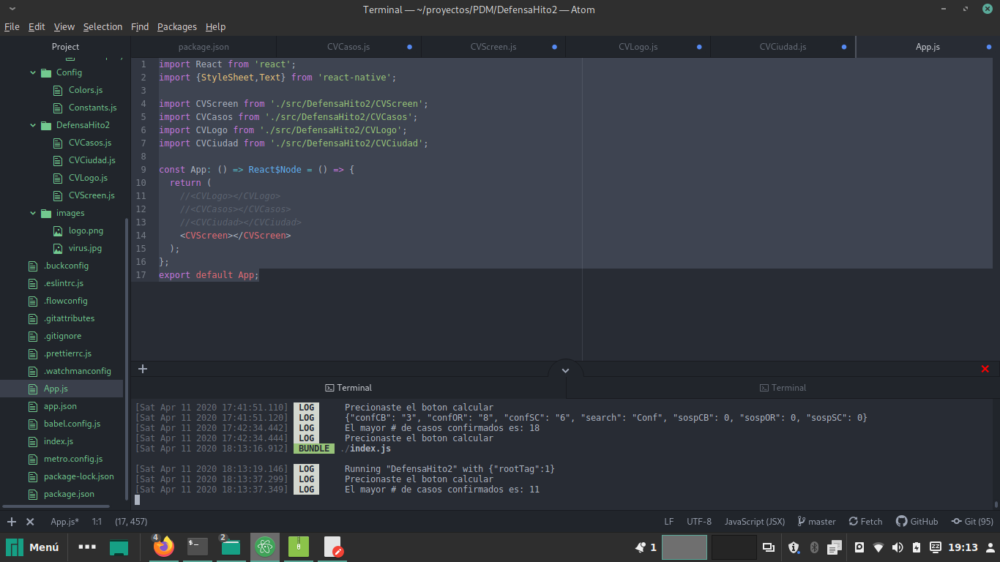 Terminal — ~/proyectos/PDM/DefensaHito2 — Atom
File Edit View Selection Find Packages Help
Project
package.json
CVCasos.js
CVScreen.js
CVLogo.js
CVCiudad.js
App.js
Config
Colors.js
Constants.js
DefensaHito2
CVCasos.js
CVCiudad.js
CVLogo.js
CVScreen.js
images
logo.png
virus.jpg
.buckconfig
.eslintrc.js
.flowconfig
.gitattributes
.gitignore
.prettierrc.js
.watchmanconfig
App.js
app.json
babel.config.js
index.js
metro.config.js
package-lock.json
package.json
1 import React from 'react';
2 import {StyleSheet,Text} from 'react-native';
3
4 import CVScreen from './src/DefensaHito2/CVScreen';
5 import CVCasos from './src/DefensaHito2/CVCasos';
6 import CVLogo from './src/DefensaHito2/CVLogo';
7 import CVCiudad from './src/DefensaHito2/CVCiudad';
8
9 const App: () => React$Node = () => {
10 return (
11 //<CVLogo></CVLogo>
12 //<CVCasos></CVCasos>
13 //<CVCiudad></CVCiudad>
14 <CVScreen></CVScreen>
15 );
16 };
17 export default App;
Terminal
Terminal
[Sat Apr 11 2020 17:41:51.110] LOG Precionaste el boton calcular
[Sat Apr 11 2020 17:41:51.120] LOG {"confCB": "3", "confOR": "8", "confSC": "6", "search": "Conf", "sospCB": 0, "sospOR": 0, "sospSC": 0}
[Sat Apr 11 2020 17:42:34.442] LOG El mayor # de casos confirmados es: 18
[Sat Apr 11 2020 17:42:34.444] LOG Precionaste el boton calcular
[Sat Apr 11 2020 18:13:16.912] BUNDLE ./index.js
[Sat Apr 11 2020 18:13:19.146] LOG Running "DefensaHito2" with {"rootTag":1}
[Sat Apr 11 2020 18:13:37.299] LOG Precionaste el boton calcular
[Sat Apr 11 2020 18:13:37.349] LOG El mayor # de casos confirmados es: 11
App.js* 1:1 (17, 457) LF UTF-8 JavaScript (JSX) master Fetch GitHub Git (95)
Menú 4 2 1 19:13